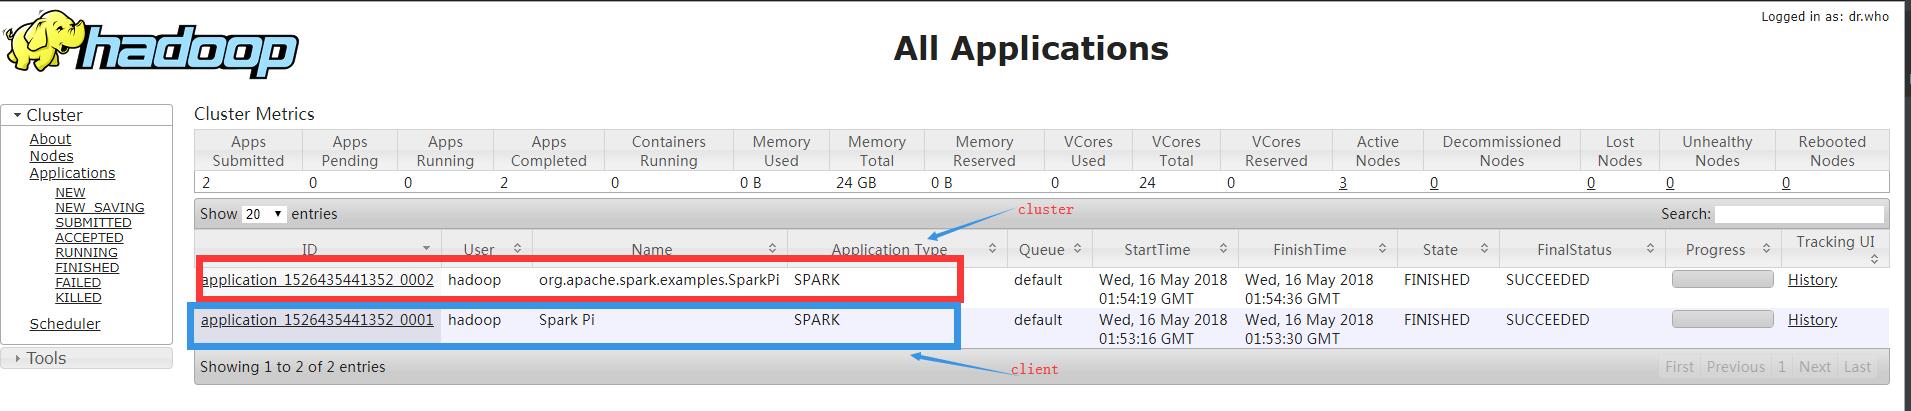 Logged in as: dr.who
hadoop
All Applications
Cluster
About
Nodes
Applications
NEW
NEW_SAVING
SUBMITTED
ACCEPTED
RUNNING
FINISHED
FAILED
KILLED
Scheduler
Tools
Cluster Metrics
Apps Submitted Apps Pending Apps Running Apps Completed Containers Running Memory Used Memory Total Memory Reserved VCores Used VCores Total VCores Reserved Active Nodes Decommissioned Nodes Lost Nodes Unhealthy Nodes Rebooted Nodes
2 0 0 2 0 0 B 24 GB 0 B 0 24 0 3 0 0 0 0
Show 20 entries cluster Search:
ID User Name Application Type Queue StartTime FinishTime State FinalStatus Progress Tracking UI
application_1526435441352_0002 hadoop org.apache.spark.examples.SparkPi SPARK default Wed, 16 May 2018 Wed, 16 May 2018 FINISHED SUCCEEDED History
01:54:19 GMT 01:54:36 GMT
application_1526435441352_0001 hadoop Spark Pi SPARK default Wed, 16 May 2018 Wed, 16 May 2018 FINISHED SUCCEEDED History
01:53:16 GMT 01:53:30 GMT
Showing 1 to 2 of 2 entries client First Previous 1 Next Last